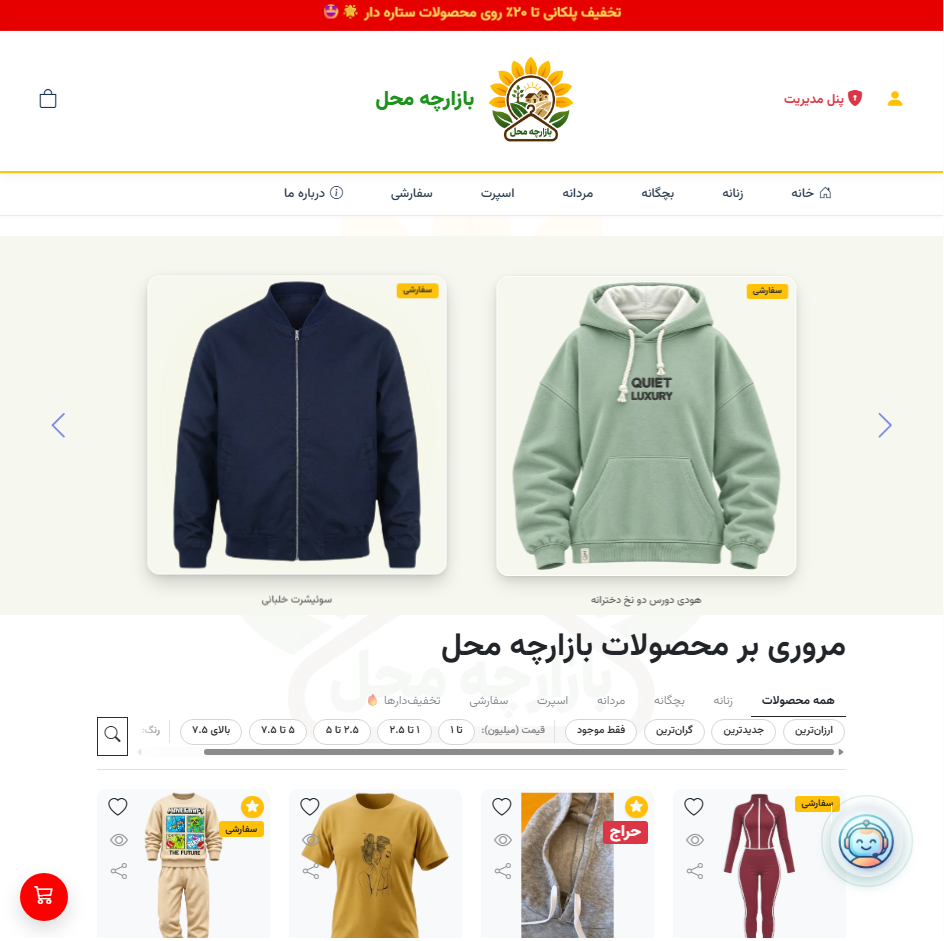 تخفیف پلکانی تا ۲۰٪ روی محصولات ستاره دار 🌟 🤩
پنل مدیریت
بازارچه محل
بازارچه محل
خانه
زنانه
بچگانه
مردانه
اسپرت
سفارشی
درباره ما
سفارشی
QUIET
LUXURY
هودی دورس دو نخ دخترانه
سفارشی
سوئیشرت خلبانی
مروری بر محصولات بازارچه محل
بازارچه محل
همه محصولات
زنانه
بچگانه
مردانه
اسپرت
سفارشی
تخفیف‌دارها 🔥
ارزان‌ترین
جدیدترین
گران‌ترین
فقط موجود
قیمت (میلیون):
تا ۱
۱ تا ۲.۵
۲.۵ تا ۵
۵ تا ۷.۵
بالای ۷.۵
رنگ:
سفارشی
حراج
سفارشی
MINECRAFT
THE FUTURE